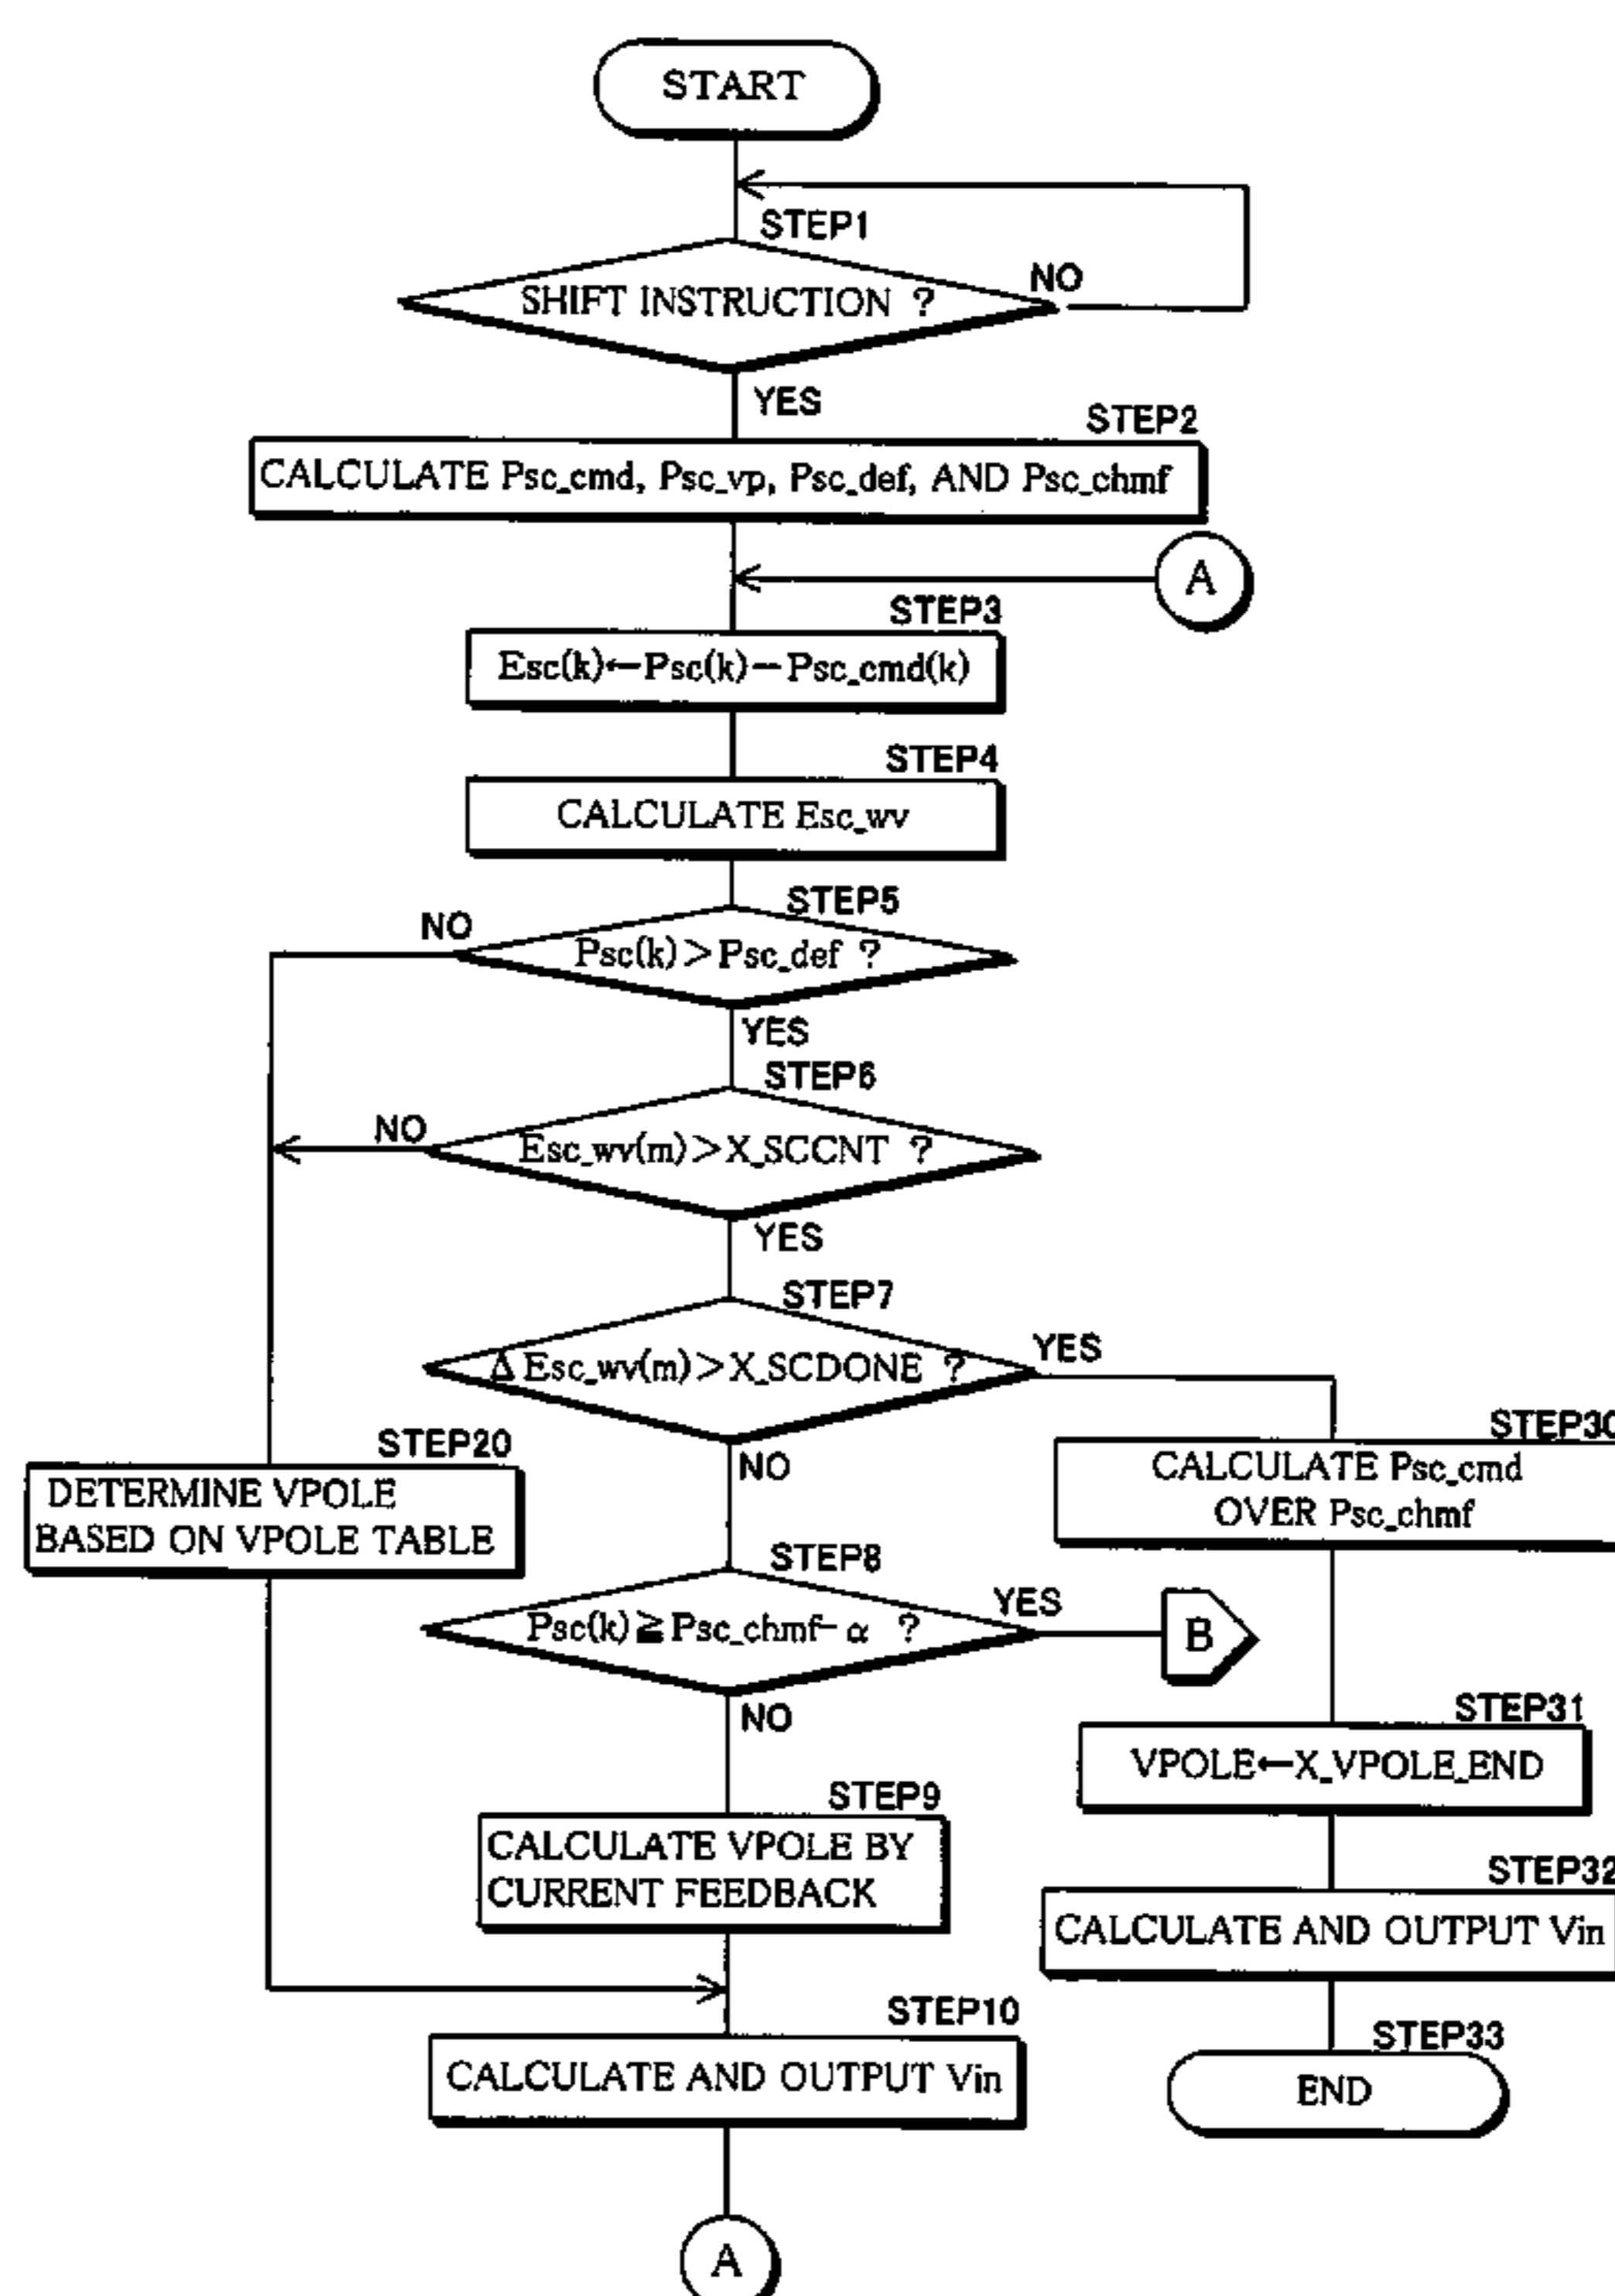 START
STEP1
SHIFT INSTRUCTION ?
NO
YES
STEP2
CALCULATE Psc_cmd, Psc_vp, Psc_def, AND Psc_chmf
A
STEP3
Esc(k)←Psc(k)−Psc_cmd(k)
STEP4
CALCULATE Esc_wv
STEP5
NO
Psc(k)>Psc_def ?
YES
STEP6
NO
Esc_wv(m)>X_SCCNT ?
YES
STEP7
Δ Esc_wv(m)>X_SCDONE ?
YES
NO
STEP20
DETERMINE VPOLE
BASED ON VPOLE TABLE
STEP30
CALCULATE Psc_cmd
OVER Psc_chmf
STEP8
Psc(k)≧Psc_chmf-α ?
YES
B
NO
STEP31
VPOLE←X_VPOLE_END
STEP9
CALCULATE VPOLE BY
CURRENT FEEDBACK
STEP32
CALCULATE AND OUTPUT Vin
STEP10
CALCULATE AND OUTPUT Vin
STEP33
END
A